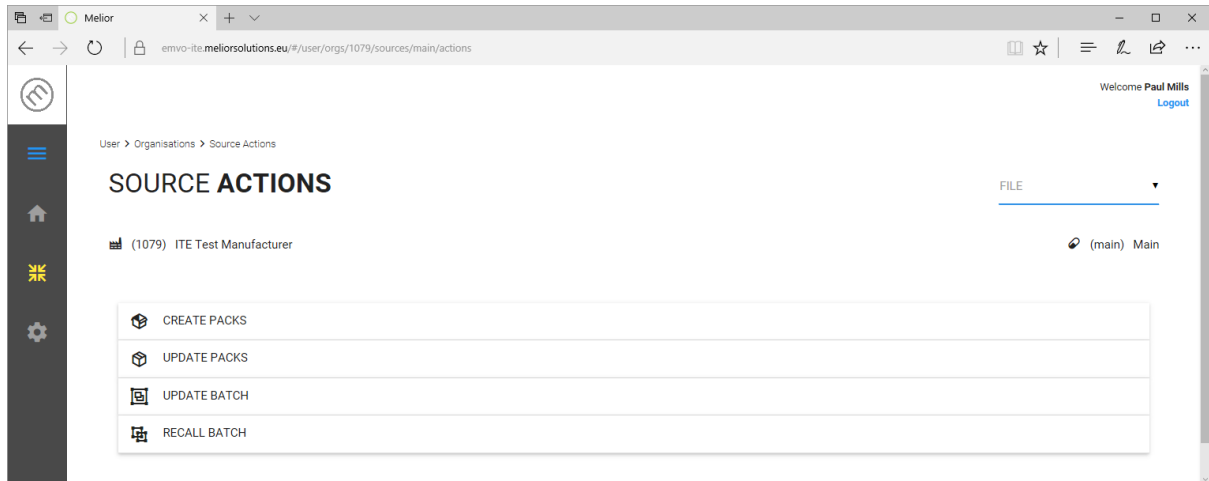 Melior
emvo-ite.meliorsolutions.eu/#/user/orgs/1079/sources/main/actions
Welcome Paul Mills
Logout
User > Organisations > Source Actions
SOURCE ACTIONS
FILE
(1079) ITE Test Manufacturer
(main) Main
CREATE PACKS
UPDATE PACKS
UPDATE BATCH
RECALL BATCH